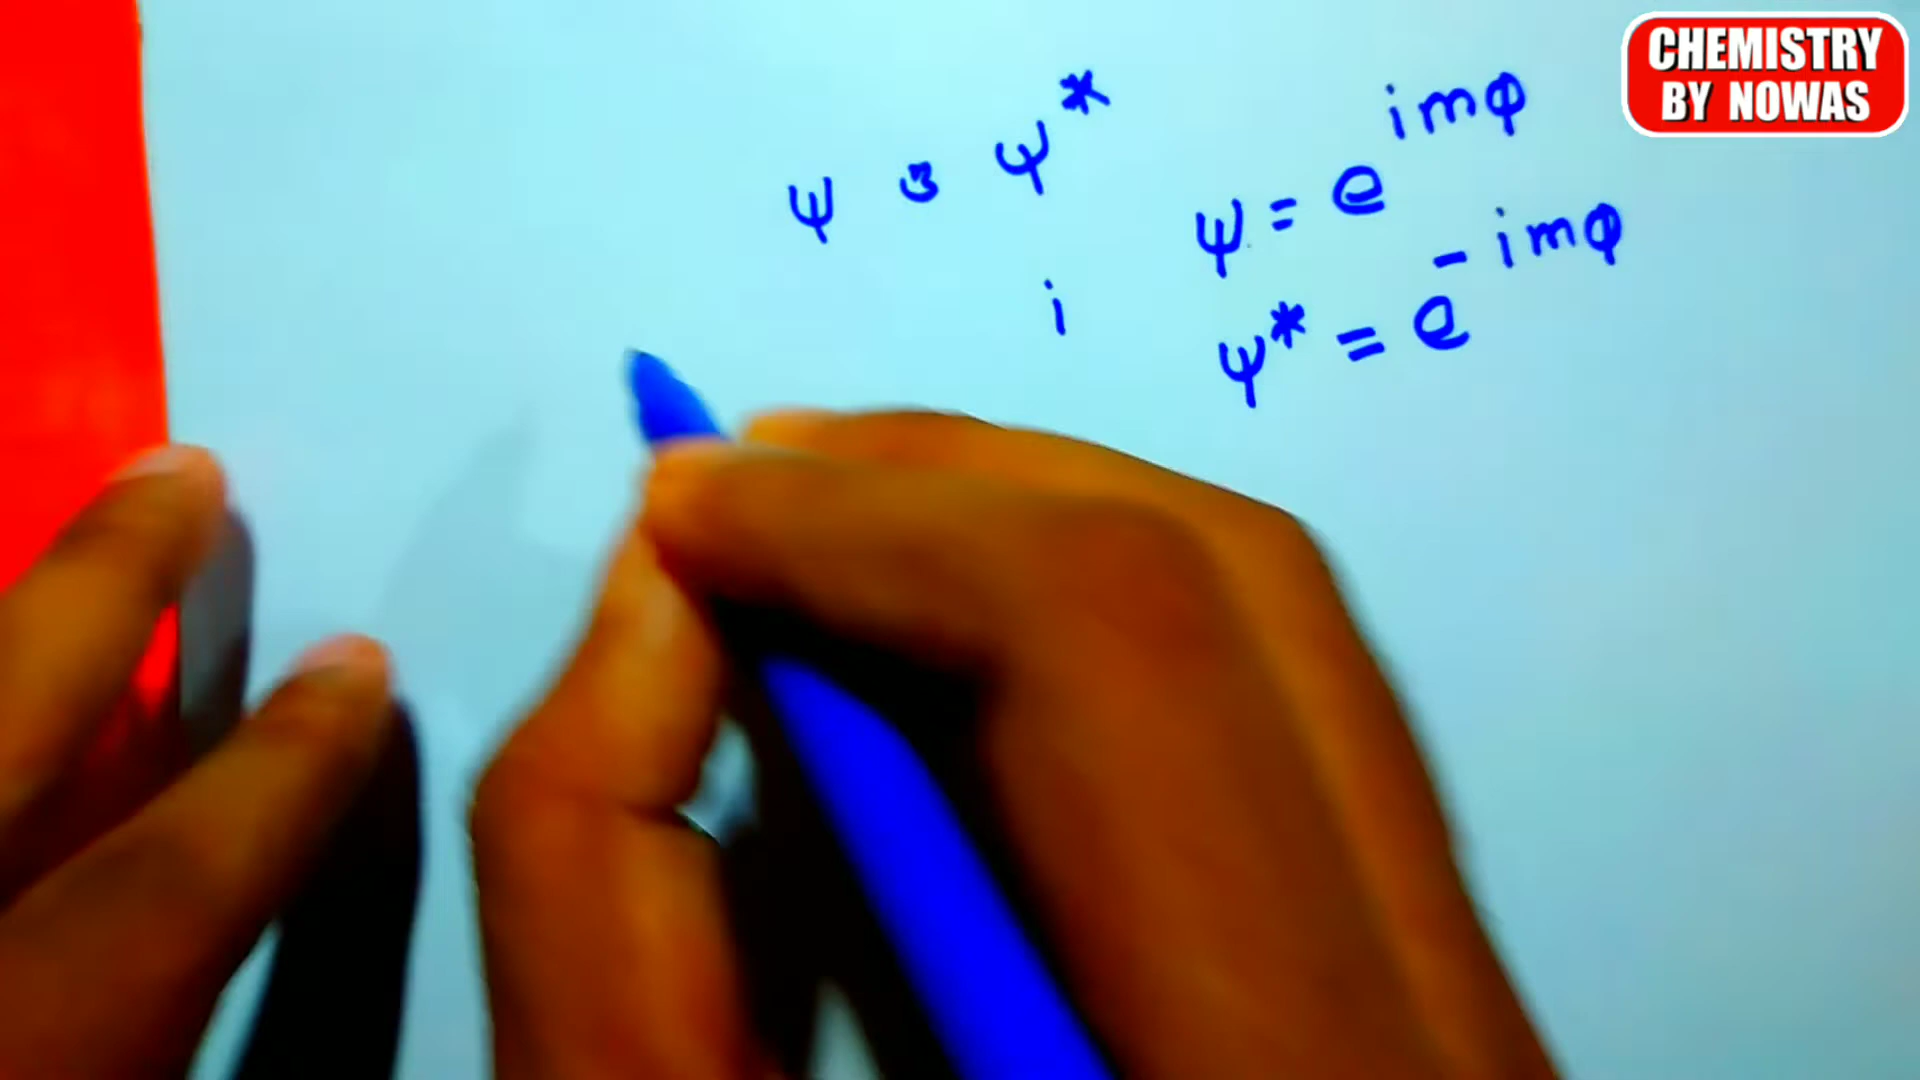 ψ ও ψ*
i
ψ = e^{imφ}
ψ* = e^{-imφ}
CHEMISTRY
BY NOWAS